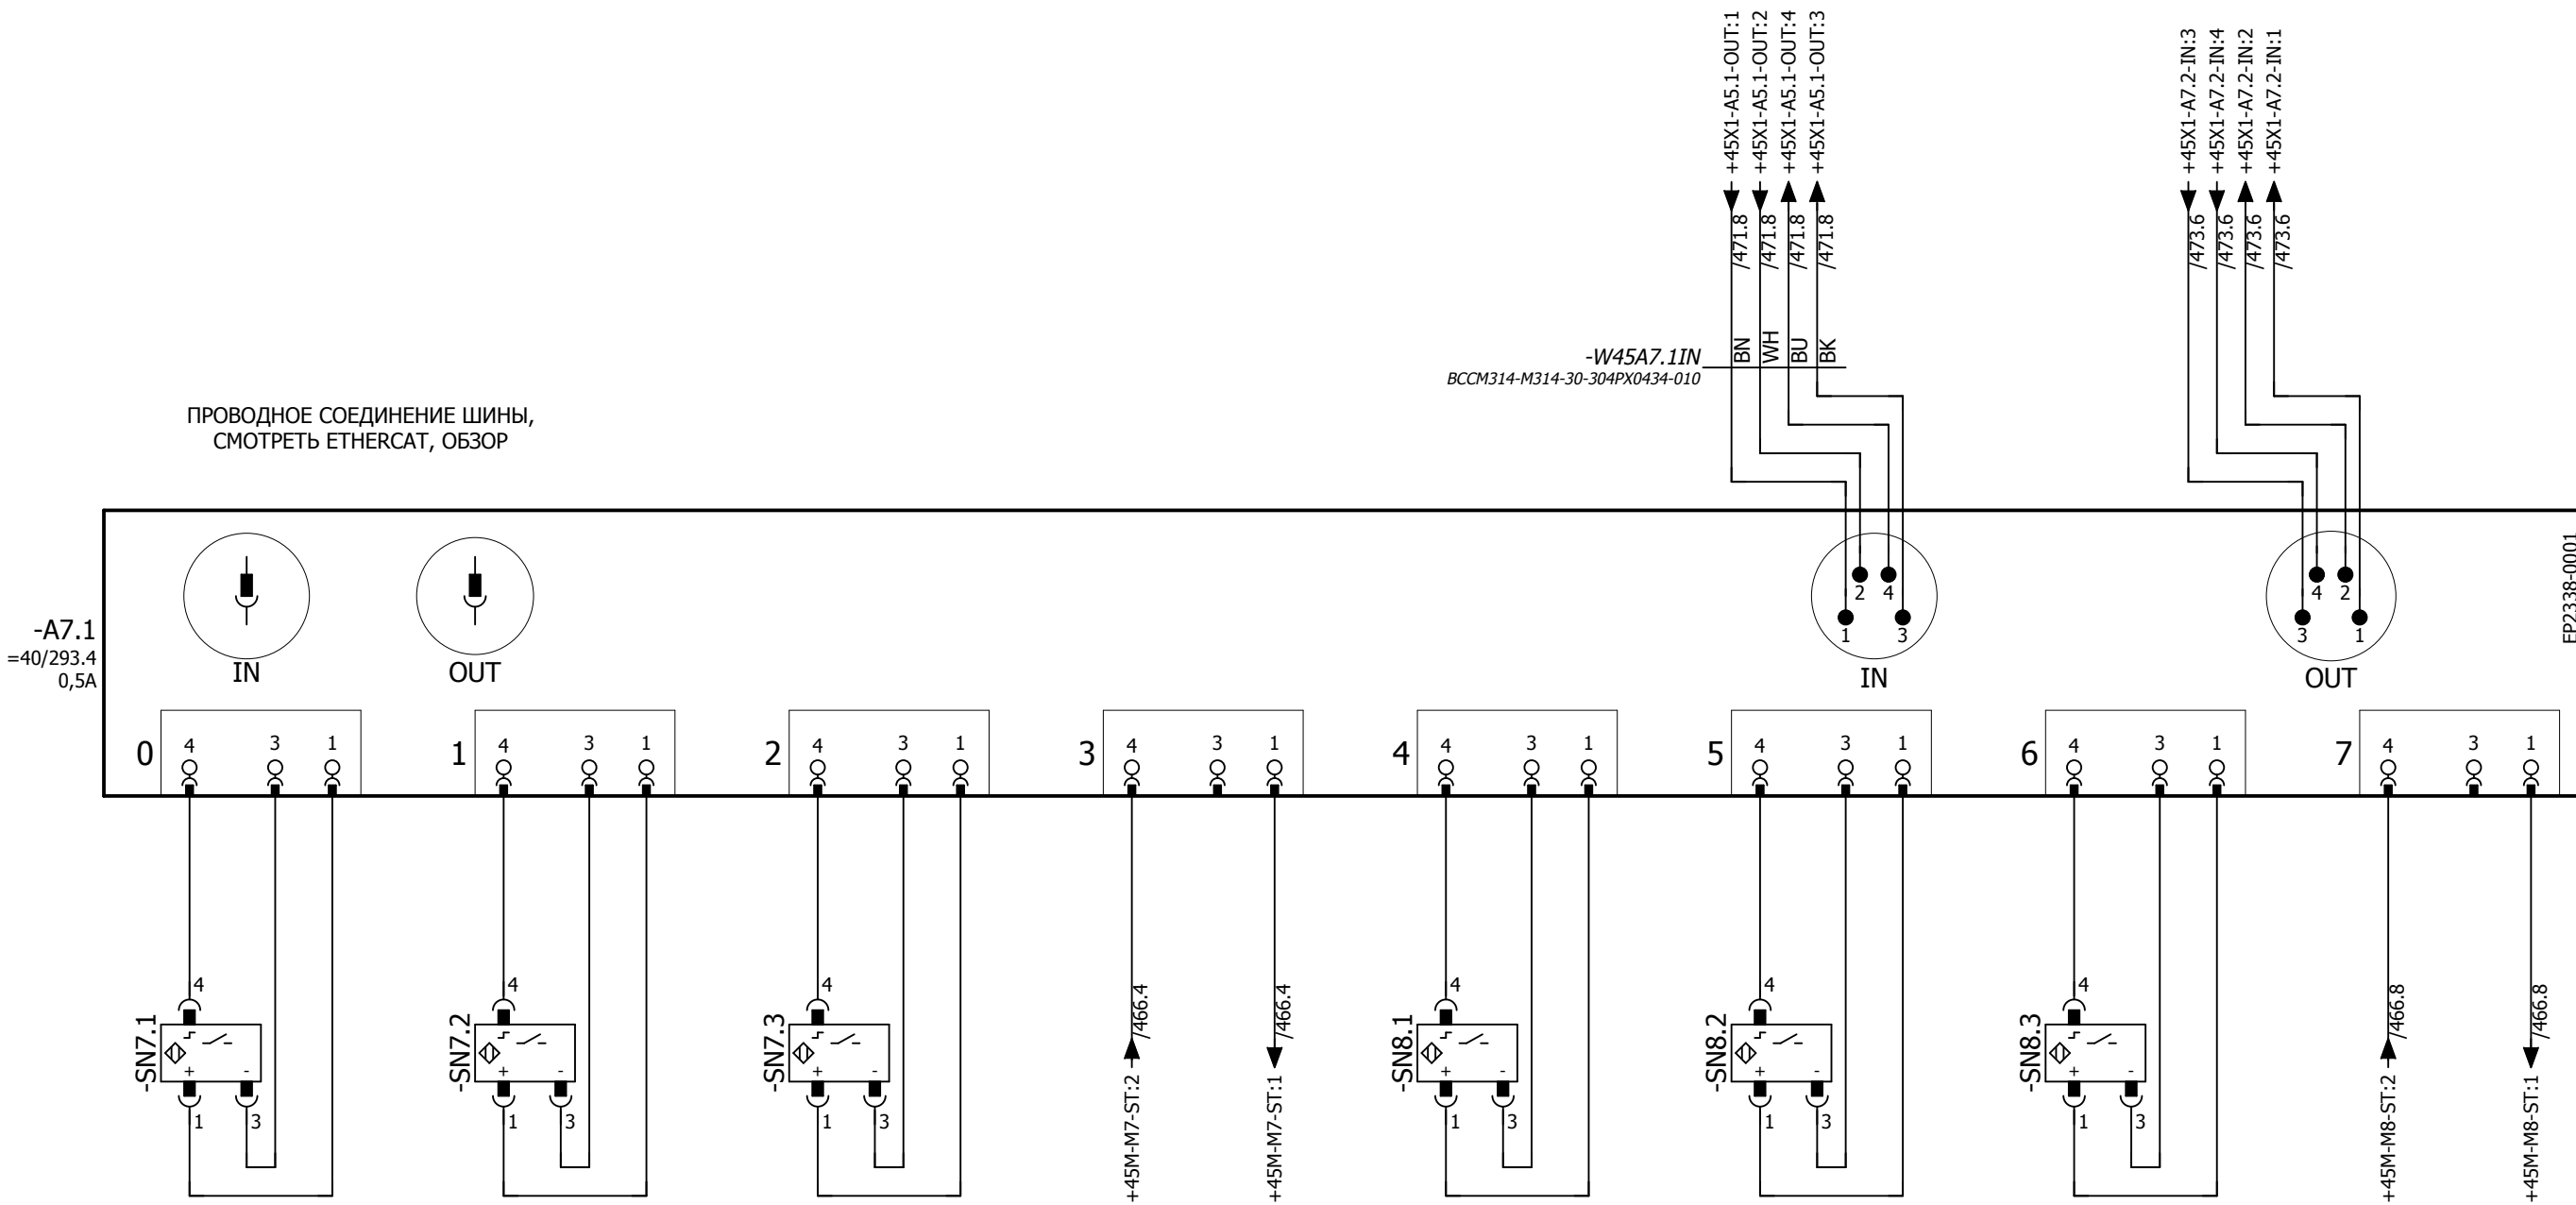 +45X1-A5.1-OUT:1
+45X1-A5.1-OUT:2
+45X1-A5.1-OUT:4
+45X1-A5.1-OUT:3
+45X1-A7.2-IN:3
+45X1-A7.2-IN:4
+45X1-A7.2-IN:2
+45X1-A7.2-IN:1
/471.8
/471.8
/471.8
/471.8
/473.6
/473.6
/473.6
/473.6
-W45A7.1IN
BCCM314-M314-30-304PX0434-010
BN
WH
BU
BK
ПРОВОДНОЕ СОЕДИНЕНИЕ ШИНЫ,
СМОТРЕТЬ ETHERCAT, ОБЗОР
-A7.1
=40/293.4
0,5A
IN
OUT
2 4
1 3
IN
4 2
3 1
OUT
EP2338-0001
0 4 3 1
1 4 3 1
2 4 3 1
3 4 3 1
4 4 3 1
5 4 3 1
6 4 3 1
7 4 3 1
-SN7.1
4
+ -
1 3
-SN7.2
4
+ -
1 3
-SN7.3
4
+ -
1 3
/466.4
+45M-M7-ST:2
/466.4
+45M-M7-ST:1
-SN8.1
4
+ -
1 3
-SN8.2
4
+ -
1 3
-SN8.3
4
+ -
1 3
/466.8
+45M-M8-ST:2
/466.8
+45M-M8-ST:1